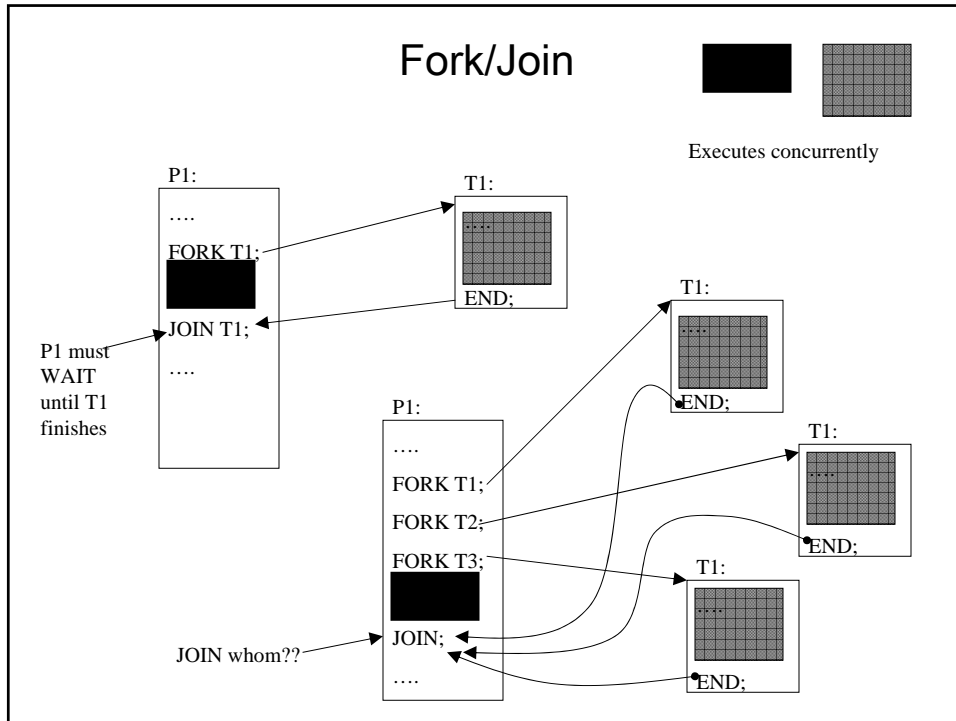 Fork/Join
Executes concurrently
P1:
….
FORK T1;
JOIN T1;
….
P1 must
WAIT
until T1
finishes
T1:
....
END;
P1:
….
FORK T1;
FORK T2;
FORK T3;
JOIN;
….
JOIN whom??
T1:
....
END;
T1:
....
END;
T1:
....
END;